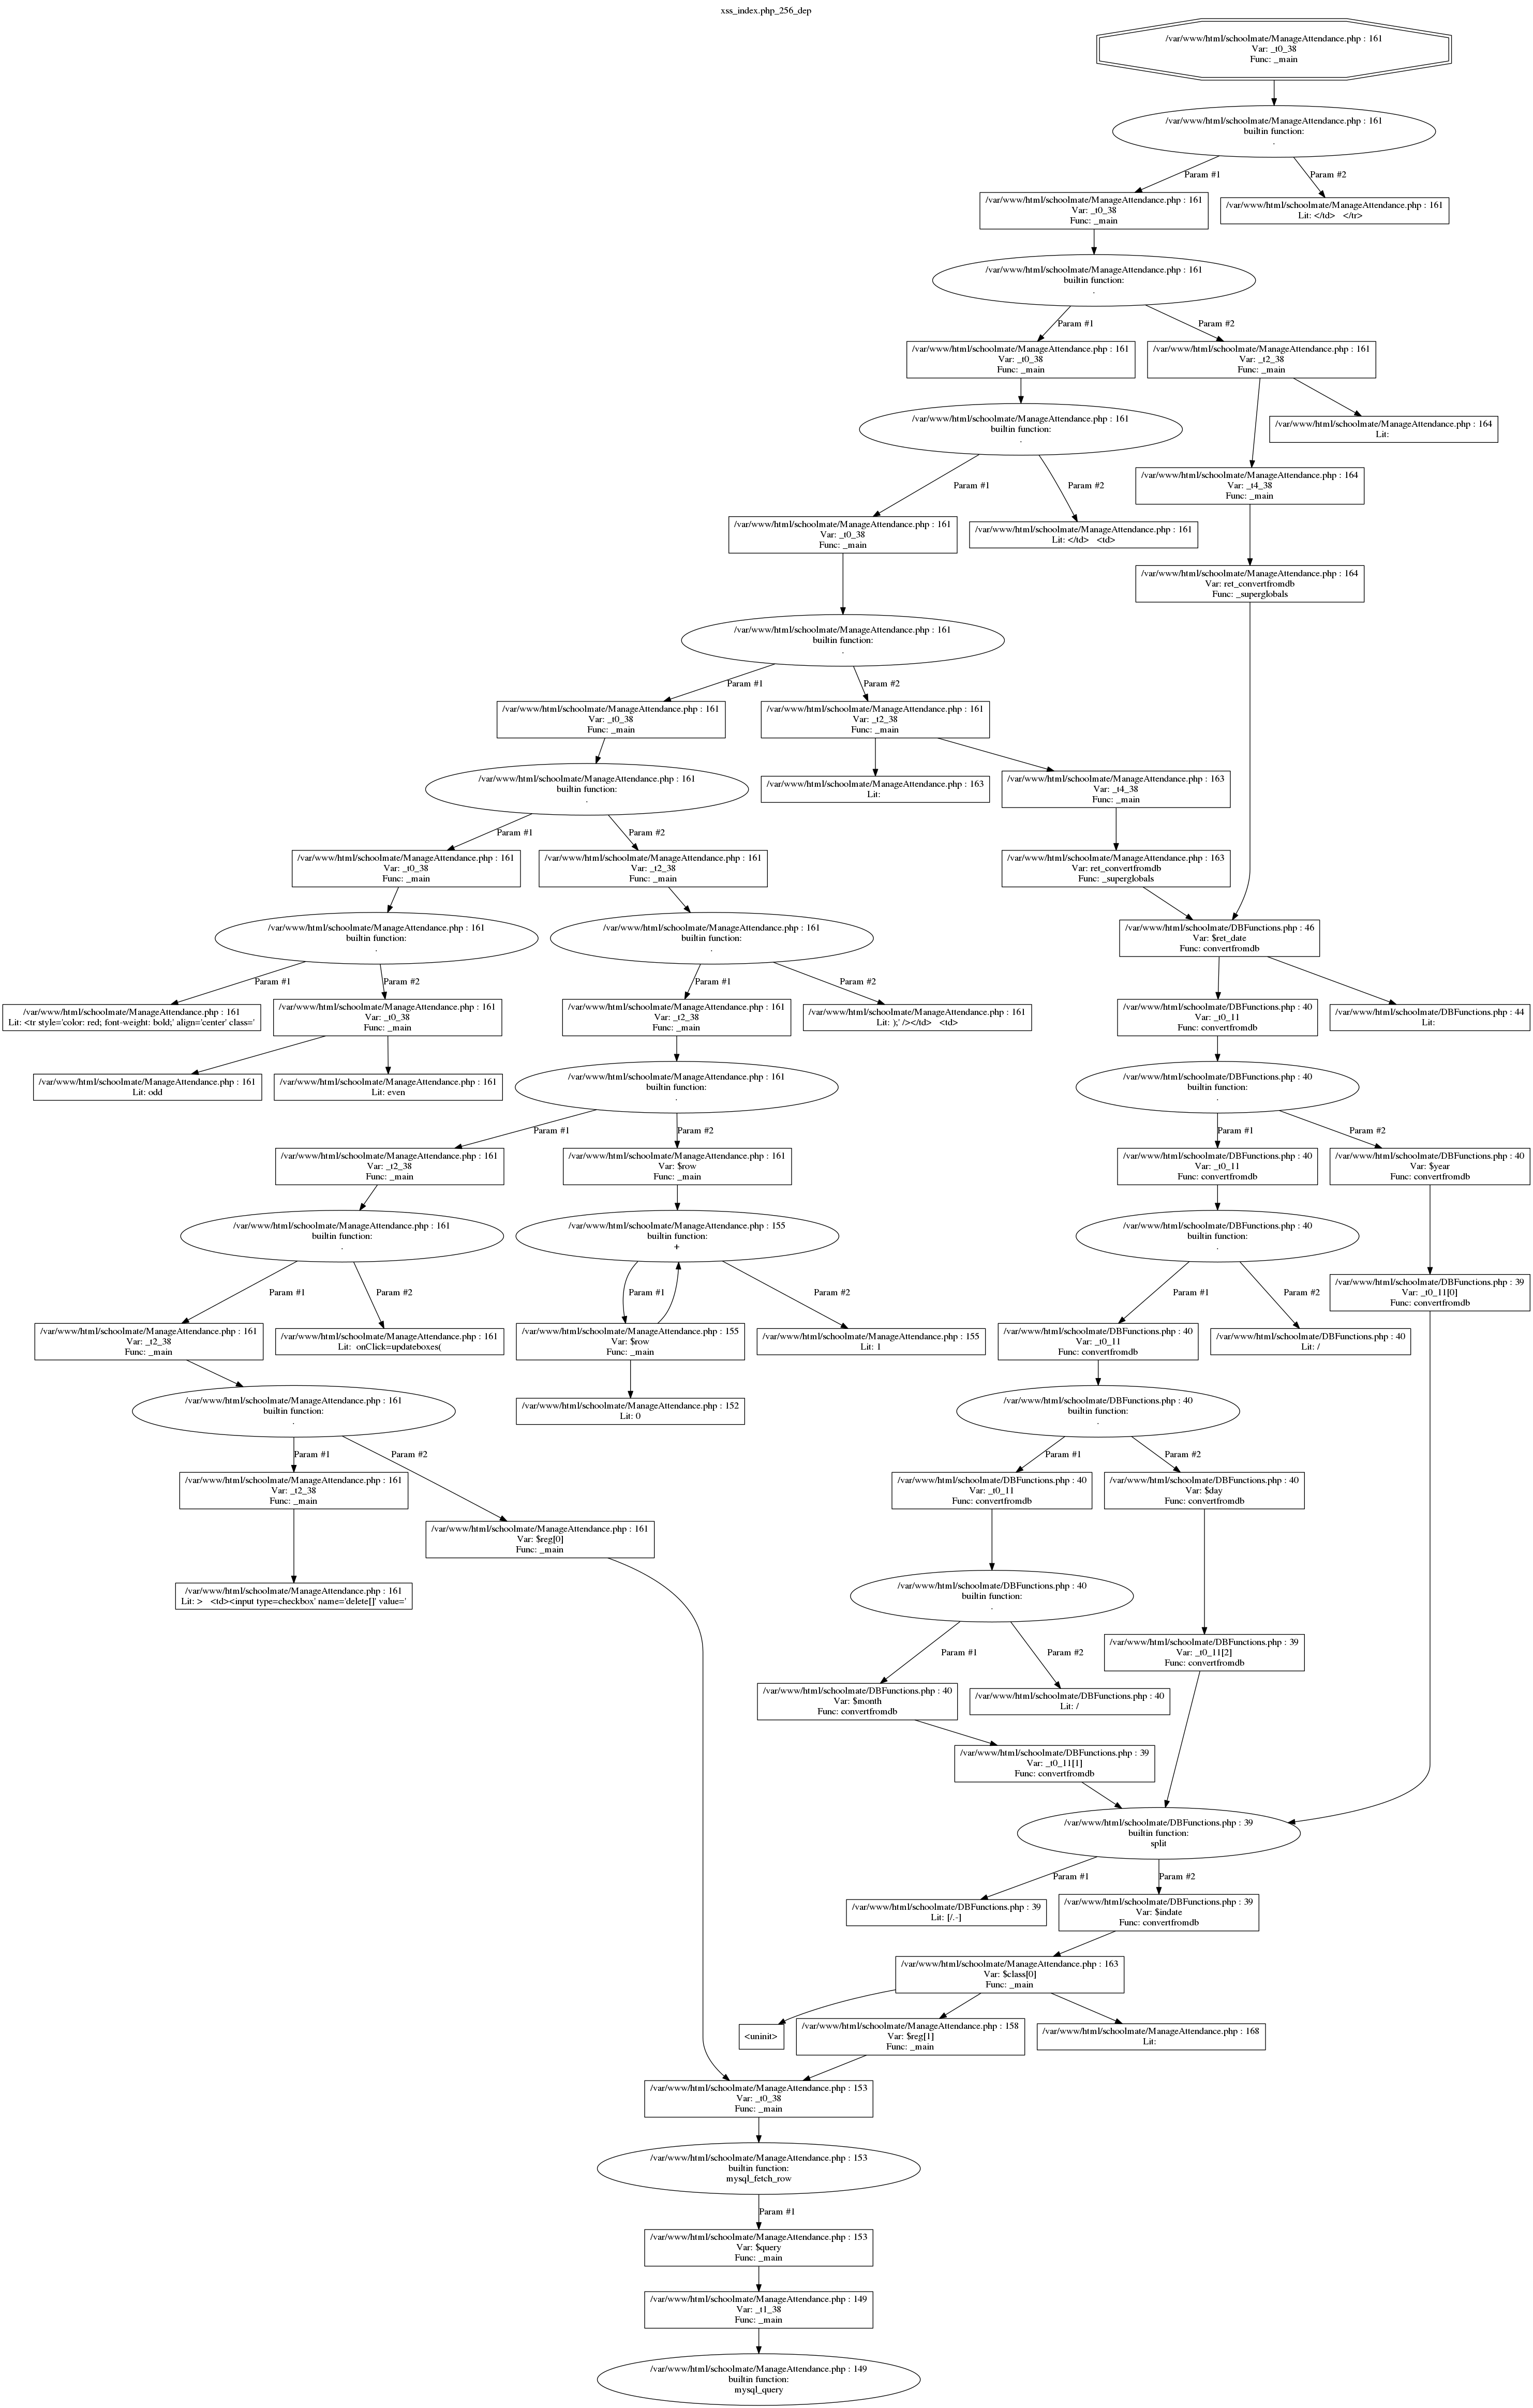 xss_index.php_256_dep
/var/www/html/schoolmate/ManageAttendance.php : 161
Var: _t0_38
Func: _main
/var/www/html/schoolmate/ManageAttendance.php : 161
builtin function:
.
Param #1
Param #2
/var/www/html/schoolmate/ManageAttendance.php : 161
Var: _t0_38
Func: _main
/var/www/html/schoolmate/ManageAttendance.php : 161
Lit: </td> </tr>
/var/www/html/schoolmate/ManageAttendance.php : 161
builtin function:
.
Param #1
Param #2
/var/www/html/schoolmate/ManageAttendance.php : 161
Var: _t0_38
Func: _main
/var/www/html/schoolmate/ManageAttendance.php : 161
Var: _t2_38
Func: _main
/var/www/html/schoolmate/ManageAttendance.php : 161
builtin function:
.
/var/www/html/schoolmate/ManageAttendance.php : 164
Lit:
Param #1
Param #2
/var/www/html/schoolmate/ManageAttendance.php : 164
Var: _t4_38
Func: _main
/var/www/html/schoolmate/ManageAttendance.php : 161
Var: _t0_38
Func: _main
/var/www/html/schoolmate/ManageAttendance.php : 161
Lit: </td> <td>
/var/www/html/schoolmate/ManageAttendance.php : 164
Var: ret_convertfromdb
Func: _superglobals
/var/www/html/schoolmate/ManageAttendance.php : 161
builtin function:
.
Param #1
Param #2
/var/www/html/schoolmate/ManageAttendance.php : 161
Var: _t0_38
Func: _main
/var/www/html/schoolmate/ManageAttendance.php : 161
Var: _t2_38
Func: _main
/var/www/html/schoolmate/ManageAttendance.php : 161
builtin function:
.
/var/www/html/schoolmate/ManageAttendance.php : 163
Lit:
/var/www/html/schoolmate/ManageAttendance.php : 163
Var: _t4_38
Func: _main
Param #1
Param #2
/var/www/html/schoolmate/ManageAttendance.php : 161
Var: _t0_38
Func: _main
/var/www/html/schoolmate/ManageAttendance.php : 161
Var: _t2_38
Func: _main
/var/www/html/schoolmate/ManageAttendance.php : 163
Var: ret_convertfromdb
Func: _superglobals
/var/www/html/schoolmate/ManageAttendance.php : 161
builtin function:
.
/var/www/html/schoolmate/ManageAttendance.php : 161
builtin function:
.
/var/www/html/schoolmate/DBFunctions.php : 46
Var: $ret_date
Func: convertfromdb
Param #1
Param #2
Param #1
Param #2
/var/www/html/schoolmate/ManageAttendance.php : 161
Lit: <tr style='color: red; font-weight: bold;' align='center' class='
/var/www/html/schoolmate/ManageAttendance.php : 161
Var: _t0_38
Func: _main
/var/www/html/schoolmate/ManageAttendance.php : 161
Var: _t2_38
Func: _main
/var/www/html/schoolmate/ManageAttendance.php : 161
Lit: );' /></td> <td>
/var/www/html/schoolmate/DBFunctions.php : 40
Var: _t0_11
Func: convertfromdb
/var/www/html/schoolmate/DBFunctions.php : 44
Lit:
/var/www/html/schoolmate/ManageAttendance.php : 161
Lit: odd
/var/www/html/schoolmate/ManageAttendance.php : 161
Lit: even
/var/www/html/schoolmate/ManageAttendance.php : 161
builtin function:
.
/var/www/html/schoolmate/DBFunctions.php : 40
builtin function:
.
Param #1
Param #2
Param #1
Param #2
/var/www/html/schoolmate/ManageAttendance.php : 161
Var: _t2_38
Func: _main
/var/www/html/schoolmate/ManageAttendance.php : 161
Var: $row
Func: _main
/var/www/html/schoolmate/DBFunctions.php : 40
Var: _t0_11
Func: convertfromdb
/var/www/html/schoolmate/DBFunctions.php : 40
Var: $year
Func: convertfromdb
/var/www/html/schoolmate/ManageAttendance.php : 161
builtin function:
.
/var/www/html/schoolmate/ManageAttendance.php : 155
builtin function:
+
/var/www/html/schoolmate/DBFunctions.php : 40
builtin function:
.
/var/www/html/schoolmate/DBFunctions.php : 39
Var: _t0_11[0]
Func: convertfromdb
Param #1
Param #2
Param #1
Param #2
Param #1
Param #2
/var/www/html/schoolmate/ManageAttendance.php : 161
Var: _t2_38
Func: _main
/var/www/html/schoolmate/ManageAttendance.php : 161
Lit: onClick=updateboxes(
/var/www/html/schoolmate/ManageAttendance.php : 155
Var: $row
Func: _main
/var/www/html/schoolmate/ManageAttendance.php : 155
Lit: 1
/var/www/html/schoolmate/DBFunctions.php : 40
Var: _t0_11
Func: convertfromdb
/var/www/html/schoolmate/DBFunctions.php : 40
Lit: /
/var/www/html/schoolmate/ManageAttendance.php : 161
builtin function:
.
/var/www/html/schoolmate/ManageAttendance.php : 152
Lit: 0
/var/www/html/schoolmate/DBFunctions.php : 40
builtin function:
.
Param #1
Param #2
Param #1
Param #2
/var/www/html/schoolmate/ManageAttendance.php : 161
Var: _t2_38
Func: _main
/var/www/html/schoolmate/ManageAttendance.php : 161
Var: $reg[0]
Func: _main
/var/www/html/schoolmate/DBFunctions.php : 40
Var: _t0_11
Func: convertfromdb
/var/www/html/schoolmate/DBFunctions.php : 40
Var: $day
Func: convertfromdb
/var/www/html/schoolmate/ManageAttendance.php : 161
Lit: > <td><input type=checkbox' name='delete[]' value='
/var/www/html/schoolmate/DBFunctions.php : 40
builtin function:
.
Param #1
Param #2
/var/www/html/schoolmate/DBFunctions.php : 39
Var: _t0_11[2]
Func: convertfromdb
/var/www/html/schoolmate/DBFunctions.php : 40
Var: $month
Func: convertfromdb
/var/www/html/schoolmate/DBFunctions.php : 40
Lit: /
/var/www/html/schoolmate/DBFunctions.php : 39
Var: _t0_11[1]
Func: convertfromdb
/var/www/html/schoolmate/DBFunctions.php : 39
builtin function:
split
Param #1
Param #2
/var/www/html/schoolmate/DBFunctions.php : 39
Lit: [/.-]
/var/www/html/schoolmate/DBFunctions.php : 39
Var: $indate
Func: convertfromdb
/var/www/html/schoolmate/ManageAttendance.php : 163
Var: $class[0]
Func: _main
<uninit>
/var/www/html/schoolmate/ManageAttendance.php : 158
Var: $reg[1]
Func: _main
/var/www/html/schoolmate/ManageAttendance.php : 168
Lit:
/var/www/html/schoolmate/ManageAttendance.php : 153
Var: _t0_38
Func: _main
/var/www/html/schoolmate/ManageAttendance.php : 153
builtin function:
mysql_fetch_row
Param #1
/var/www/html/schoolmate/ManageAttendance.php : 153
Var: $query
Func: _main
/var/www/html/schoolmate/ManageAttendance.php : 149
Var: _t1_38
Func: _main
/var/www/html/schoolmate/ManageAttendance.php : 149
builtin function:
mysql_query